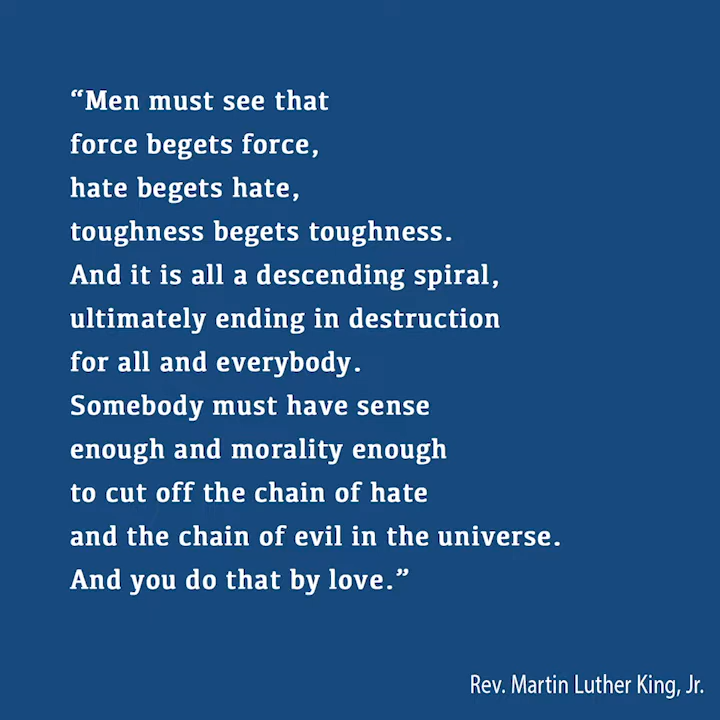 “Men must see that
force begets force,
hate begets hate,
toughness begets toughness.
And it is all a descending spiral,
ultimately ending in destruction
for all and everybody.
Somebody must have sense
enough and morality enough
to cut off the chain of hate
and the chain of evil in the universe.
And you do that by love.”
Rev. Martin Luther King, Jr.